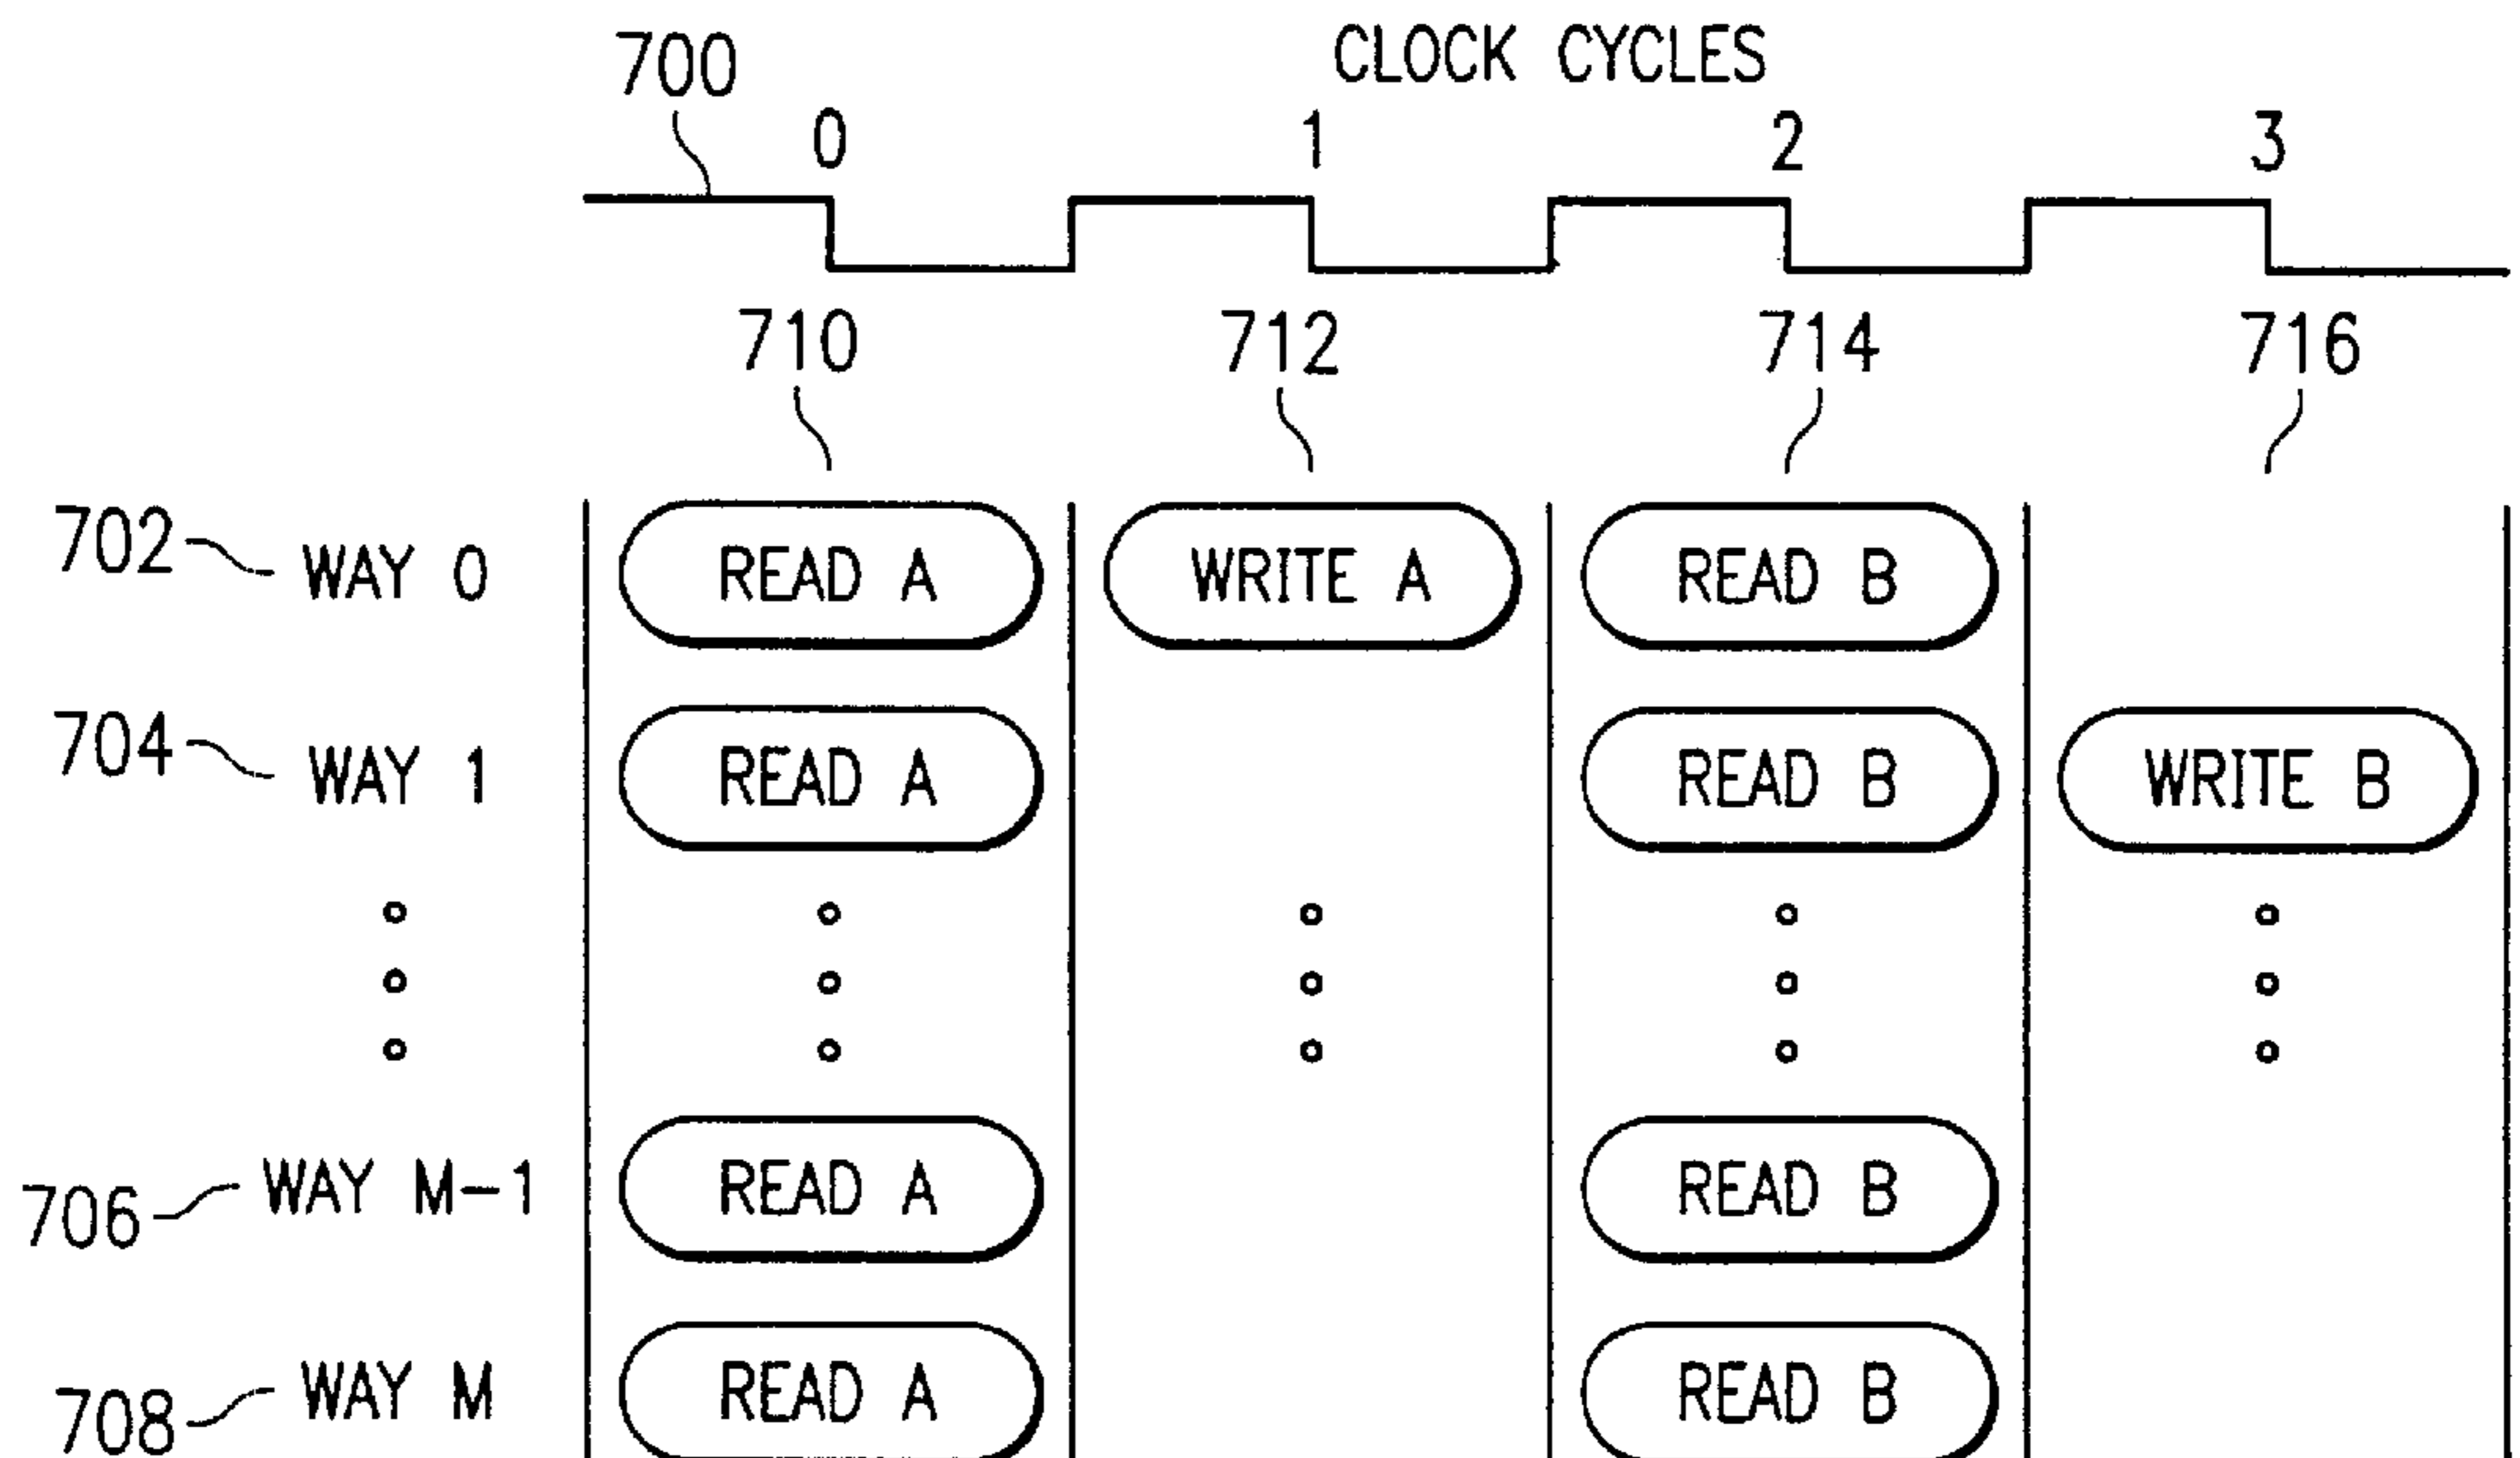 700 CLOCK CYCLES
0 1 2 3
710 712 714 716
702 WAY 0 READ A WRITE A READ B
704 WAY 1 READ A READ B WRITE B
706 WAY M-1 READ A READ B
708 WAY M READ A READ B